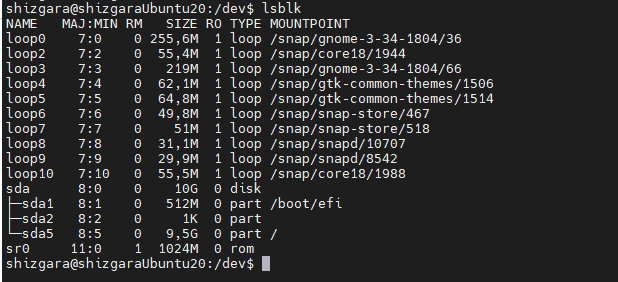 shizgara@shizgaraUbuntu20:/dev$ lsblk
NAME   MAJ:MIN RM   SIZE RO TYPE MOUNTPOINT
loop0    7:0    0 255,6M  1 loop /snap/gnome-3-34-1804/36
loop2    7:2    0  55,4M  1 loop /snap/core18/1944
loop3    7:3    0   219M  1 loop /snap/gnome-3-34-1804/66
loop4    7:4    0  62,1M  1 loop /snap/gtk-common-themes/1506
loop5    7:5    0  64,8M  1 loop /snap/gtk-common-themes/1514
loop6    7:6    0  49,8M  1 loop /snap/snap-store/467
loop7    7:7    0    51M  1 loop /snap/snap-store/518
loop8    7:8    0  31,1M  1 loop /snap/snapd/10707
loop9    7:9    0  29,9M  1 loop /snap/snapd/8542
loop10   7:10   0  55,5M  1 loop /snap/core18/1988
sda      8:0    0    10G  0 disk
├─sda1   8:1    0   512M  0 part /boot/efi
├─sda2   8:2    0     1K  0 part
└─sda5   8:5    0   9,5G  0 part /
sr0     11:0    1  1024M  0 rom
shizgara@shizgaraUbuntu20:/dev$